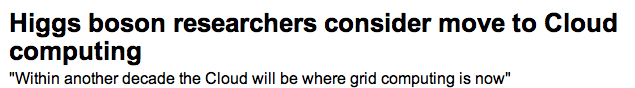 Higgs boson researchers consider move to Cloud
computing
"Within another decade the Cloud will be where grid computing is now"